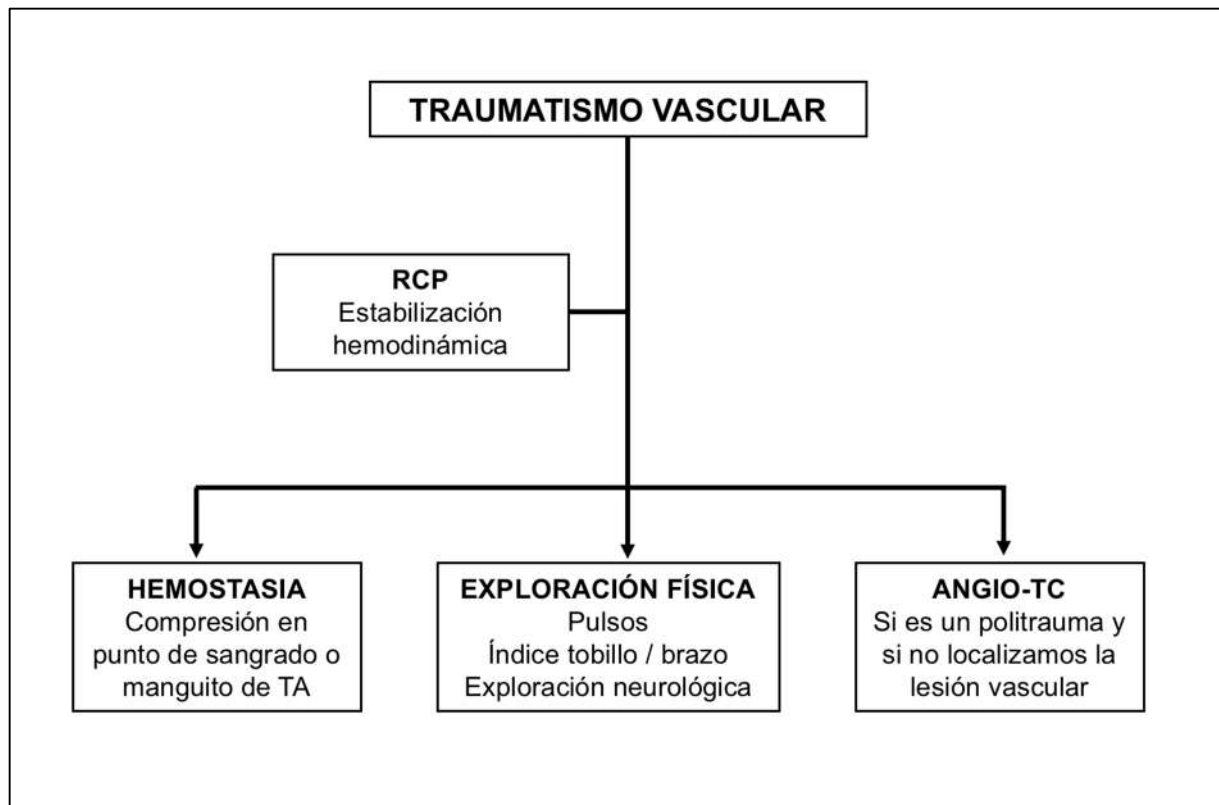 TRAUMATISMO VASCULAR
RCP
Estabilización
hemodinámica
HEMOSTASIA
Compresión en
punto de sangrado o
manguito de TA
EXPLORACIÓN FÍSICA
Pulsos
Índice tobillo / brazo
Exploración neurológica
ANGIO-TC
Si es un politrauma y
si no localizamos la
lesión vascular